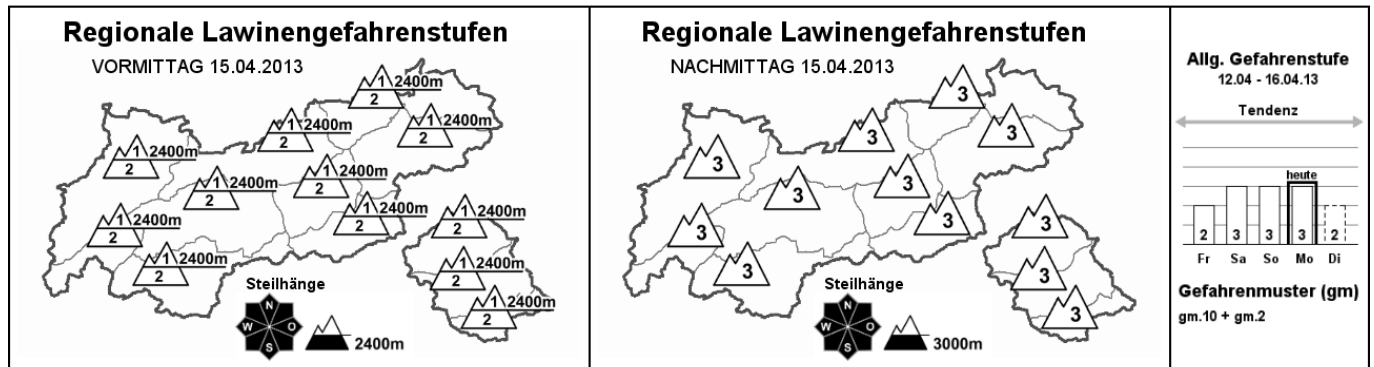 Regionale Lawinengefahrenstufen
VORMITTAG 15.04.2013
1 2400m
2
1 2400m
2
1 2400m
2
1 2400m
2
1 2400m
2
1 2400m
2
1 2400m
2
1 2400m
2
1 2400m
2
1 2400m
2
1 2400m
2
1 2400m
2
Steilhänge
N
W O
S
2400m
Regionale Lawinengefahrenstufen
NACHMITTAG 15.04.2013
3
3
3
3
3
3
3
3
3
3
3
3
Steilhänge
N
W O
S
3000m
Allg. Gefahrenstufe
12.04 - 16.04.13
Tendenz
heute
2 3 3 3 2
Fr Sa So Mo Di
Gefahrenmuster (gm)
gm.10 + gm.2